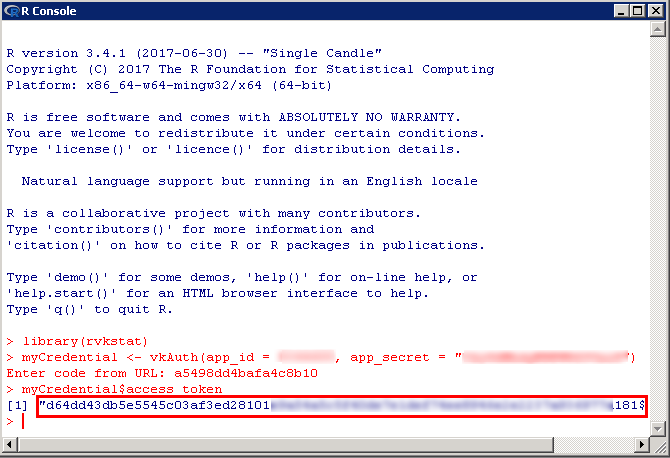 R Console
R version 3.4.1 (2017-06-30) -- "Single Candle"
Copyright (C) 2017 The R Foundation for Statistical Computing
Platform: x86_64-w64-mingw32/x64 (64-bit)
R is free software and comes with ABSOLUTELY NO WARRANTY.
You are welcome to redistribute it under certain conditions.
Type 'license()' or 'licence()' for distribution details.
Natural language support but running in an English locale
R is a collaborative project with many contributors.
Type 'contributors()' for more information and
'citation()' on how to cite R or R packages in publications.
Type 'demo()' for some demos, 'help()' for on-line help, or
'help.start()' for an HTML browser interface to help.
Type 'q()' to quit R.
> library(rvkstat)
> myCredential <- vkAuth(app_id = , app_secret = "")
Enter code from URL: a5498dd4bafa4c8b10
> myCredential$access_token
[1] "d64dd43db5e5545c03af3ed28101 181$
>